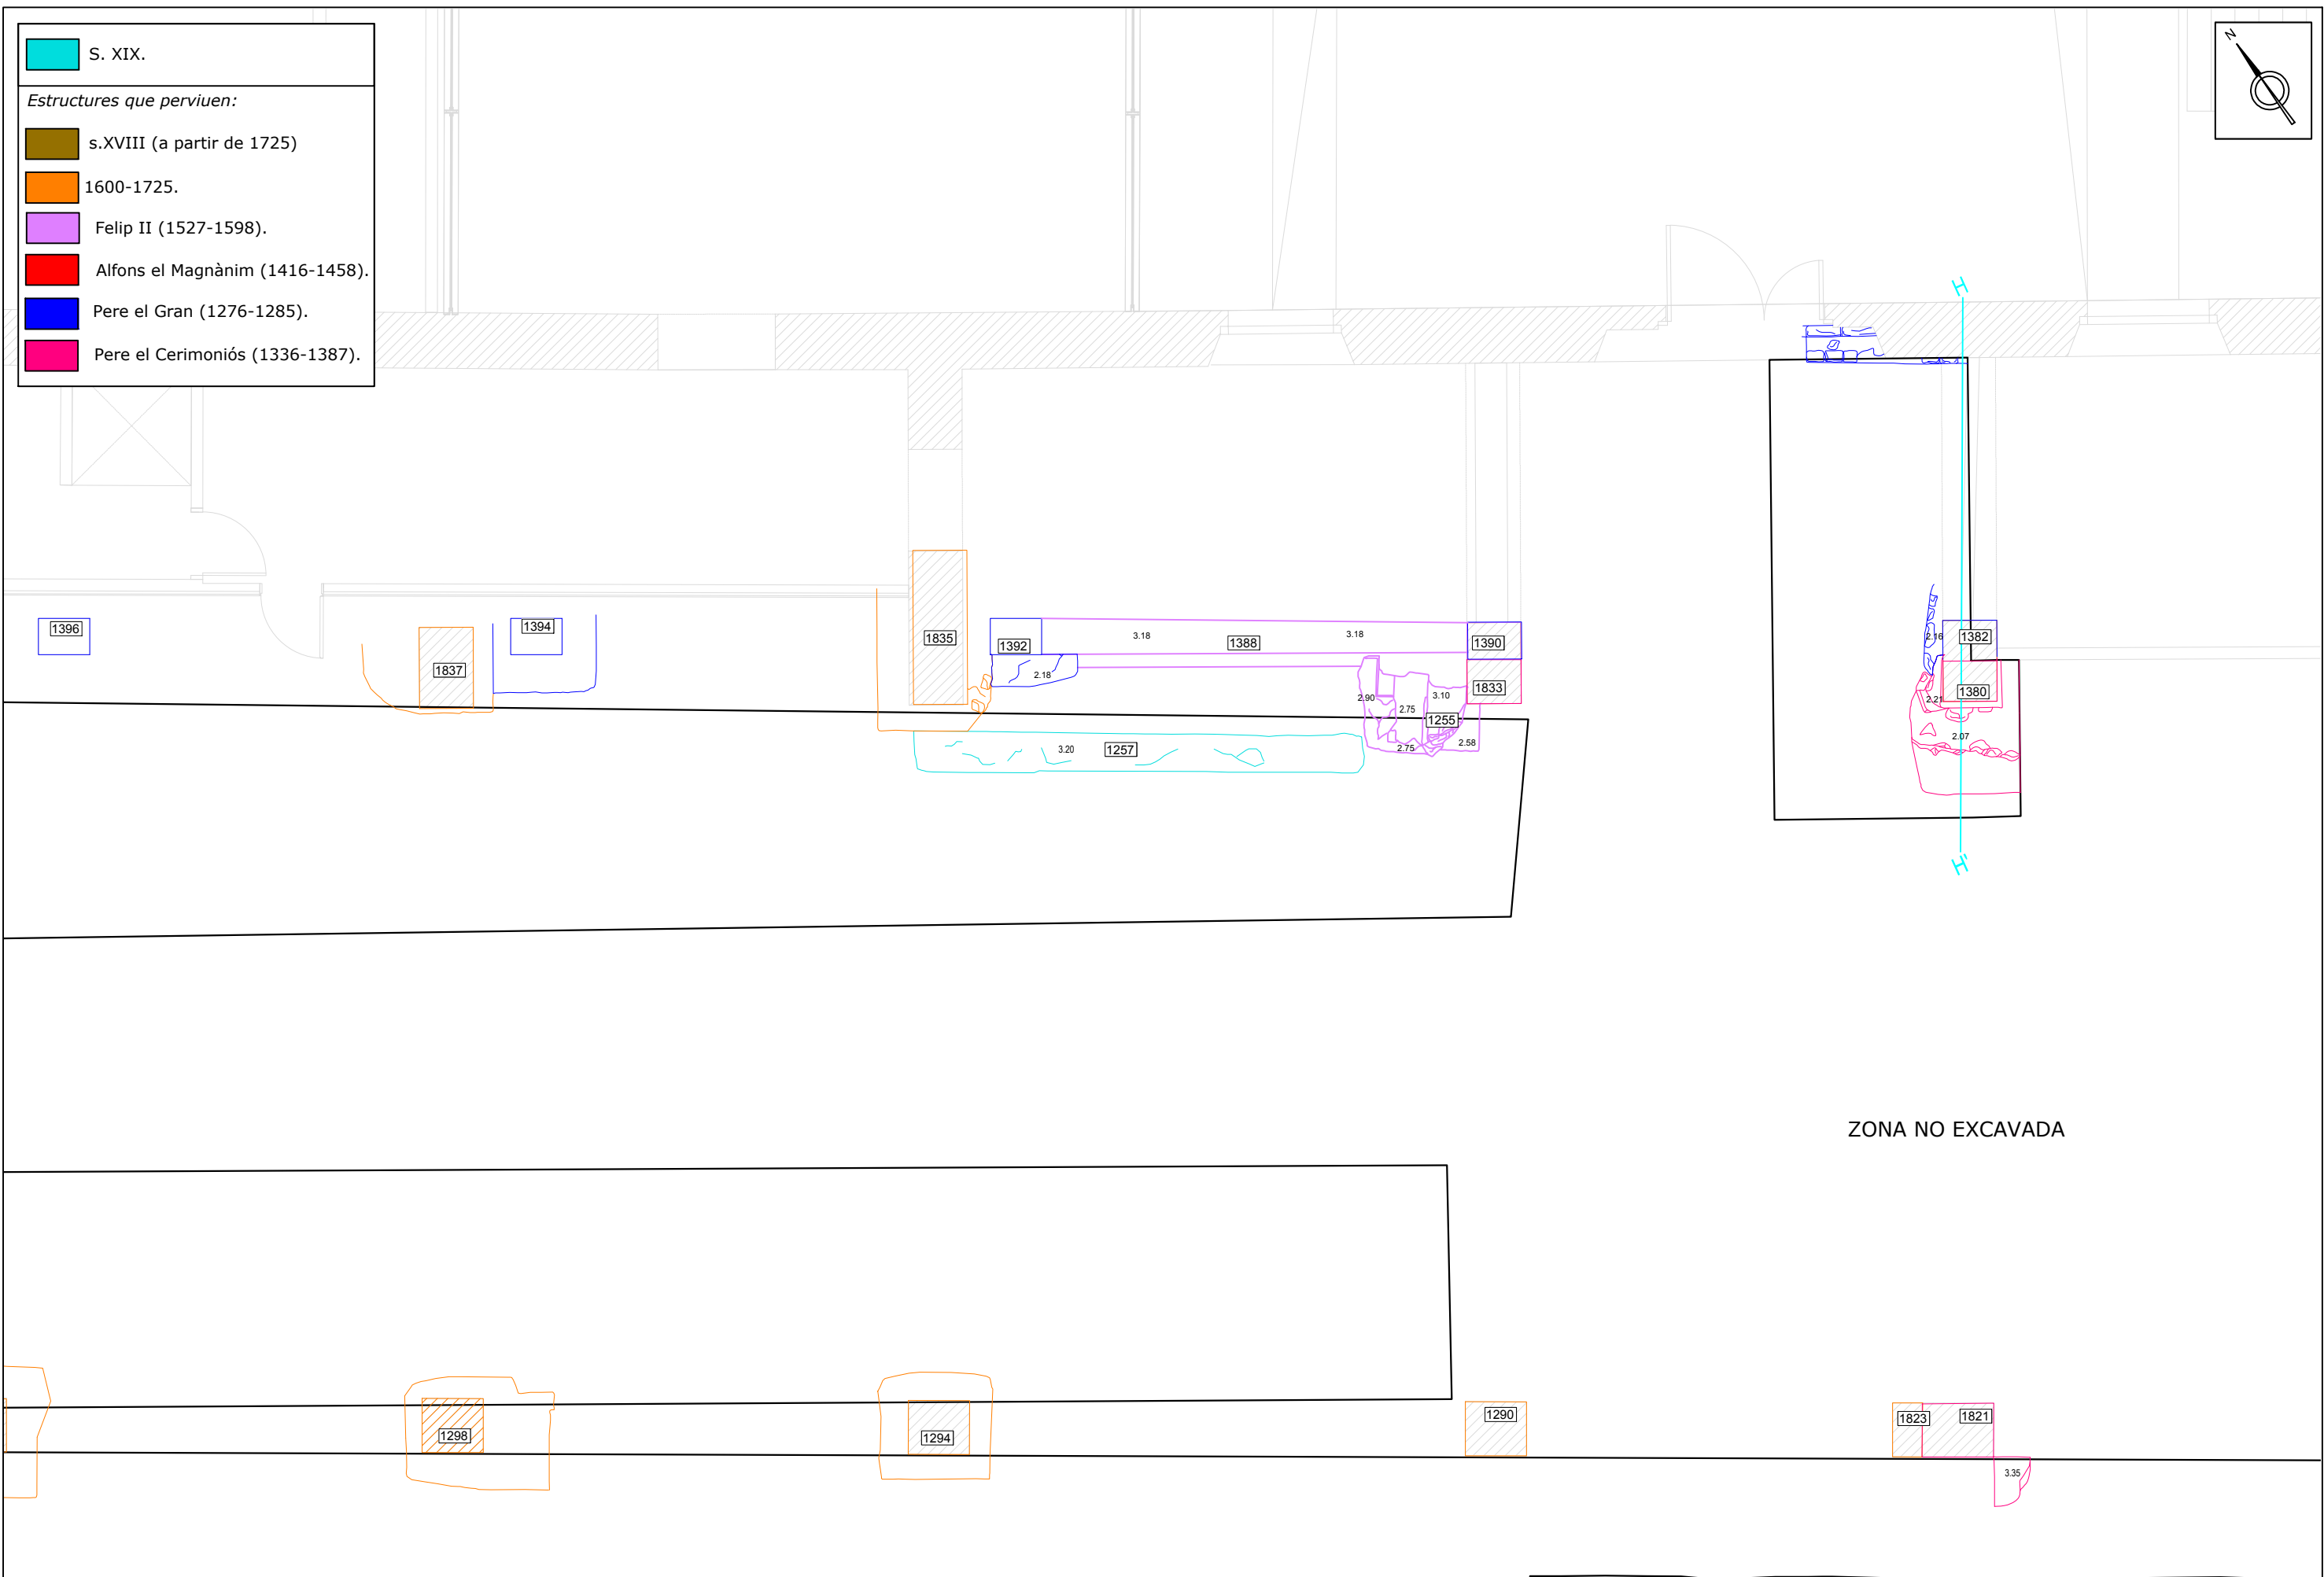 S. XIX.
Estructures que perviuen:
s.XVIII (a partir de 1725)
1600-1725.
Felip II (1527-1598).
Alfons el Magnànim (1416-1458).
Pere el Gran (1276-1285).
Pere el Cerimoniós (1336-1387).
N
H
1396
1837
1394
1835
1392
2.18
3.18
1388
3.18
1390
1833
2.90
2.75
3.10
1255
2.75
2.58
3.20
1257
2.16
1382
1380
2.21
2.07
H'
ZONA NO EXCAVADA
1298
1294
1290
1823
1821
3.35